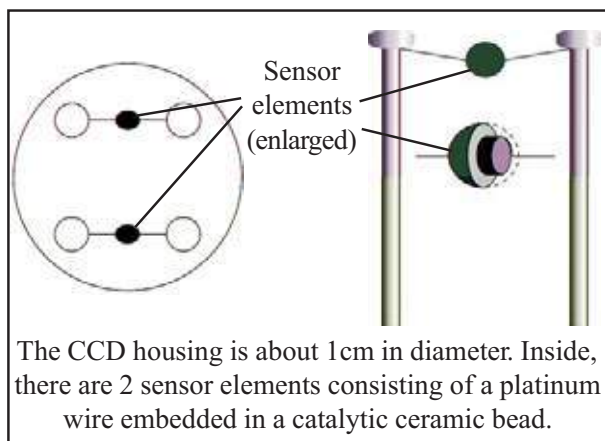 Sensor
elements
(enlarged)
The CCD housing is about 1cm in diameter. Inside,
there are 2 sensor elements consisting of a platinum
wire embedded in a catalytic ceramic bead.